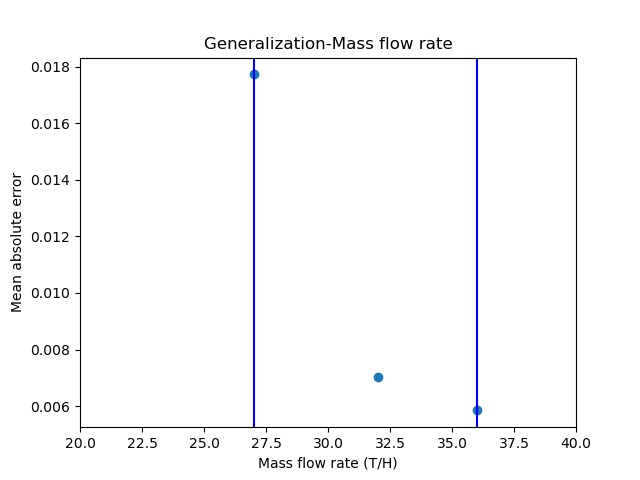 Generalization-Mass flow rate
0.018
0.016
0.014
0.012
0.010
0.008
0.006
Mean absolute error
20.0 22.5 25.0 27.5 30.0 32.5 35.0 37.5 40.0
Mass flow rate (T/H)